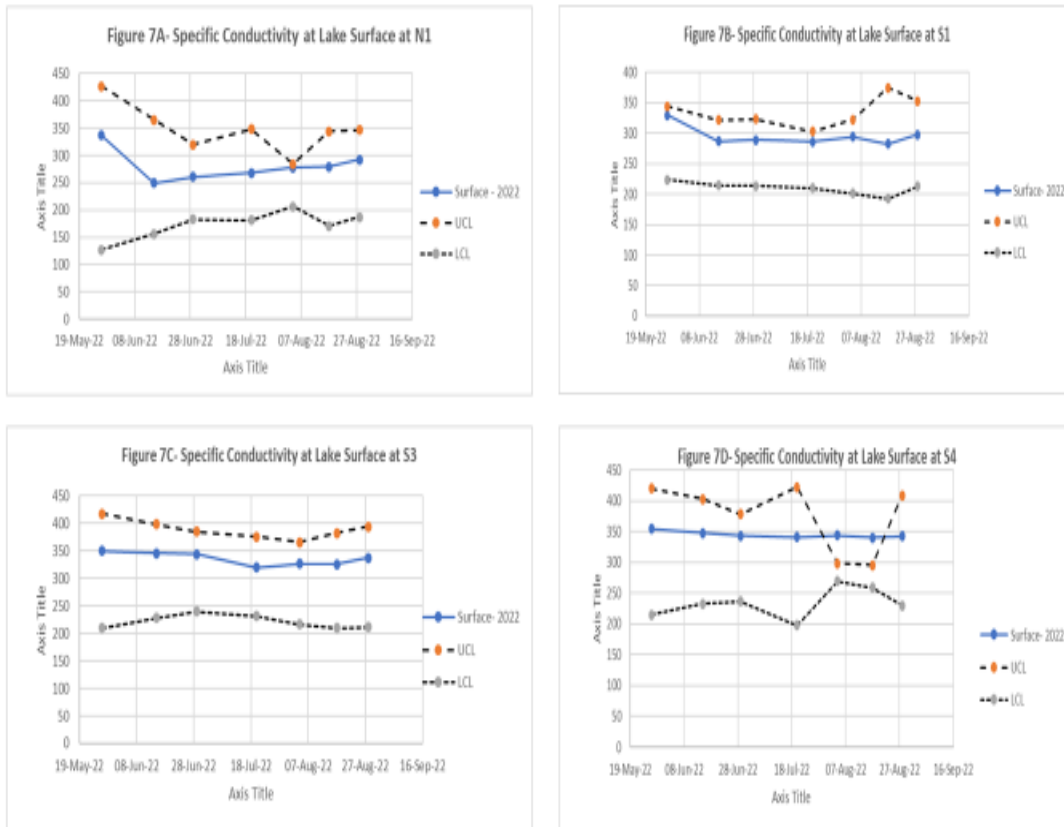 Figure 7A- Specific Conductivity at Lake Surface at N1
450
400
350
300
250
200
150
100
50
0
Axis Title
19-May-22 08-Jun-22 28-Jun-22 18-Jul-22 07-Aug-22 27-Aug-22 16-Sep-22
Axis Title
Surface - 2022
UCL
LCL
Figure 7B- Specific Conductivity at Lake Surface at S1
400
350
300
250
200
150
100
50
0
Axis Title
19-May-22 08-Jun-22 28-Jun-22 18-Jul-22 07-Aug-22 27-Aug-22 16-Sep-22
Axis Title
Surface- 2022
UCL
LCL
Figure 7C- Specific Conductivity at Lake Surface at S3
450
400
350
300
250
200
150
100
50
0
Axis Title
19-May-22 08-Jun-22 28-Jun-22 18-Jul-22 07-Aug-22 27-Aug-22 16-Sep-22
Axis Title
Surface- 2022
UCL
LCL
Figure 7D- Specific Conductivity at Lake Surface at S4
450
400
350
300
250
200
150
100
50
0
Axis Title
19-May-22 08-Jun-22 28-Jun-22 18-Jul-22 07-Aug-22 27-Aug-22 16-Sep-22
Axis Title
Surface- 2022
UCL
LCL